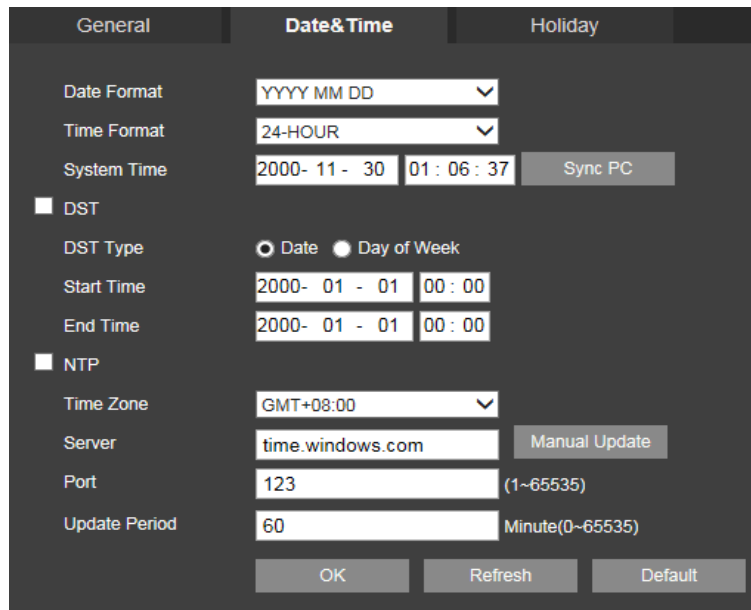 General Date&Time Holiday
Date Format YYYY MM DD
Time Format 24-HOUR
System Time 2000- 11 - 30 01 : 06 : 37 Sync PC
DST
DST Type Date Day of Week
Start Time 2000- 01 - 01 00 : 00
End Time 2000- 01 - 01 00 : 00
NTP
Time Zone GMT+08:00
Server time.windows.com Manual Update
Port 123 (1~65535)
Update Period 60 Minute(0~65535)
OK Refresh Default